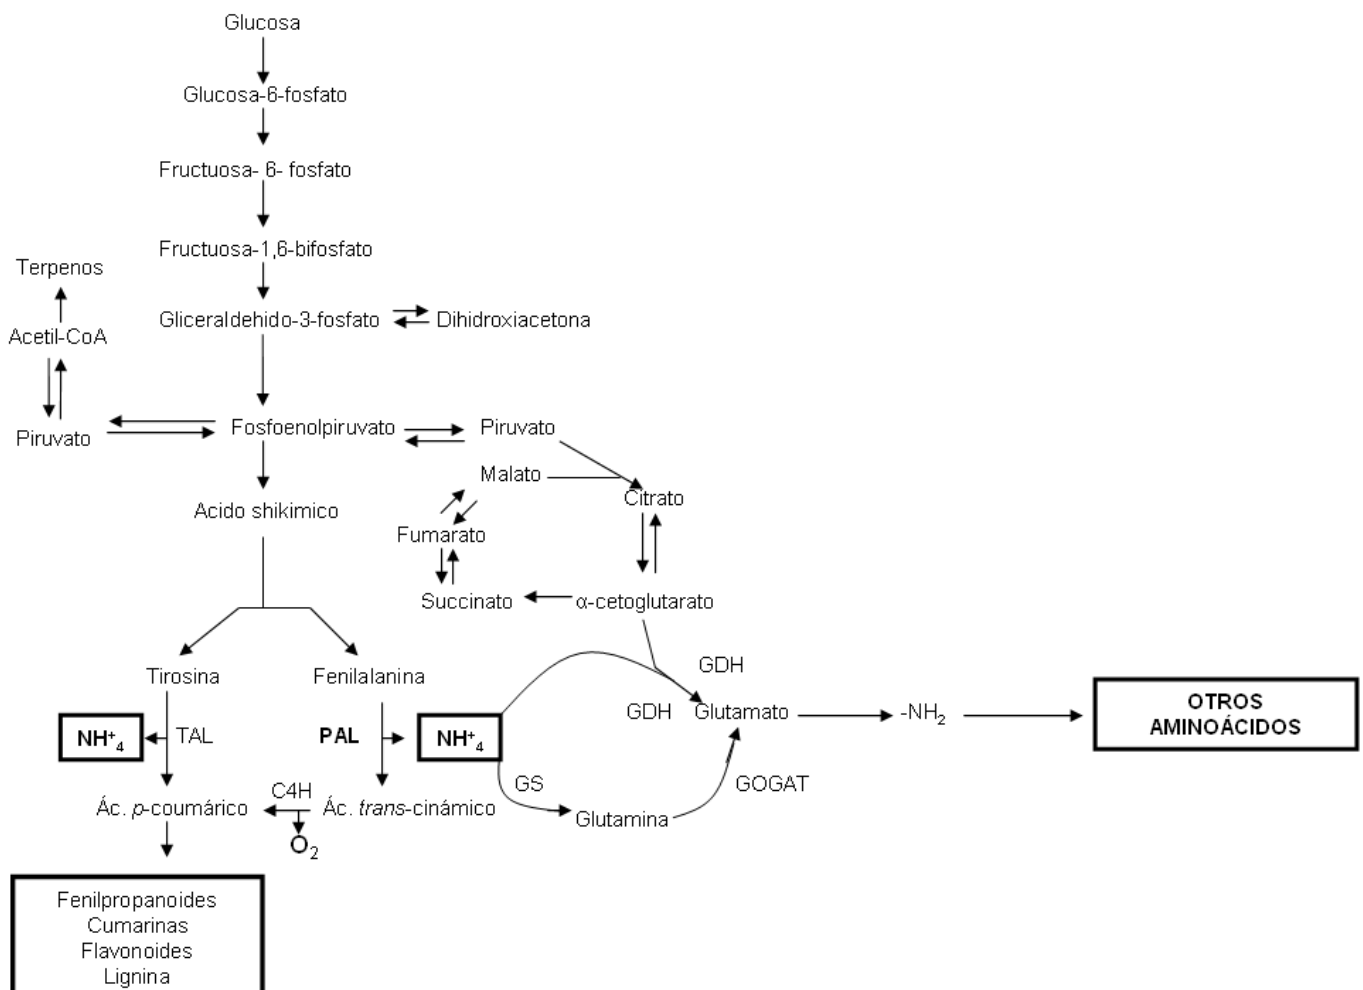 Glucosa
Glucosa-6-fosfato
Fructuosa- 6- fosfato
Fructuosa-1,6-bifosfato
Terpenos
Gliceraldehido-3-fosfato
Dihidroxiacetona
Acetil-CoA
Piruvato
Fosfoenolpiruvato
Piruvato
Malato
Citrato
Acido shikimico
Fumarato
Succinato
α-cetoglutarato
Tirosina
Fenilalanina
GDH
GDH
Glutamato
-NH₂
OTROS
AMINOÁCIDOS
NH⁺₄
TAL
PAL
NH⁺₄
GS
GOGAT
C4H
Ác. p-coumárico
Ác. trans-cinámico
Glutamina
O₂
Fenilpropanoides
Cumarinas
Flavonoides
Lignina